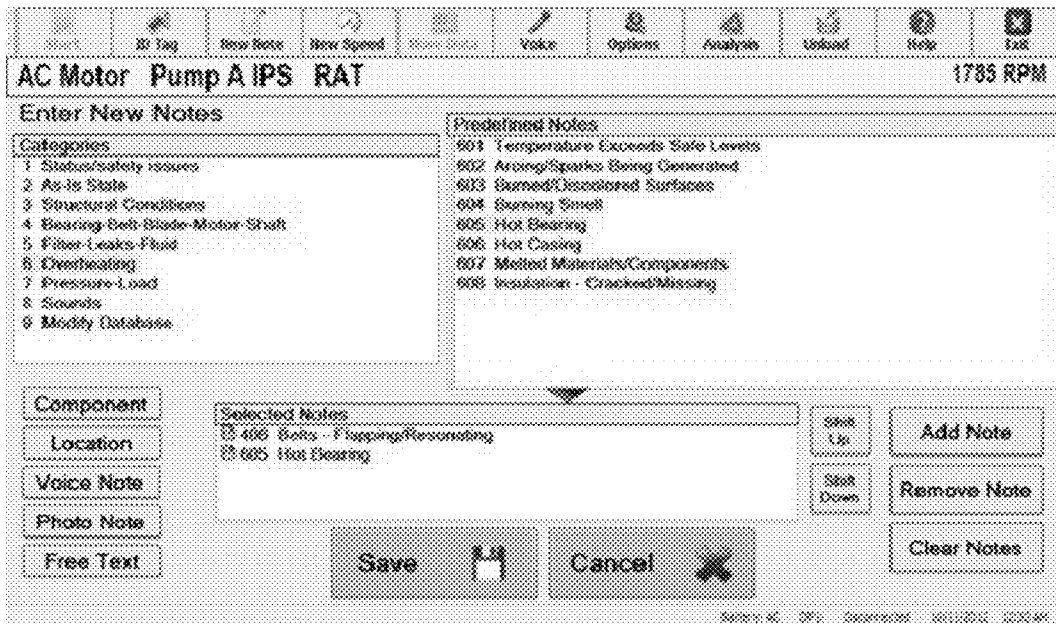 Start ID Tag New Note New Speed Voice Options Analysis Unload Help Exit
AC Motor Pump A IPS RAT 1785 RPM
Enter New Notes
Categories
1 Status/safety issues
2 As-Is State
3 Structural Conditions
4 Bearing-Belt-Blade-Motor-Shaft
5 Filter-Leaks-Fluid
6 Overheating
7 Pressure-Load
8 Sounds
9 Modify Database
Predefined Notes
601 Temperature Exceeds Safe Levels
602 Arcing/Sparks Being Generated
603 Burned/Discolored Surfaces
604 Burning Smell
605 Hot Bearing
606 Hot Casing
607 Melted Materials/Components
608 Insulation - Cracked/Missing
Component
Location
Voice Note
Photo Note
Free Text
Selected Notes
406 Belts - Flapping/Resonating
605 Hot Bearing
Shift Up
Shift Down
Add Note
Remove Note
Clear Notes
Save
Cancel